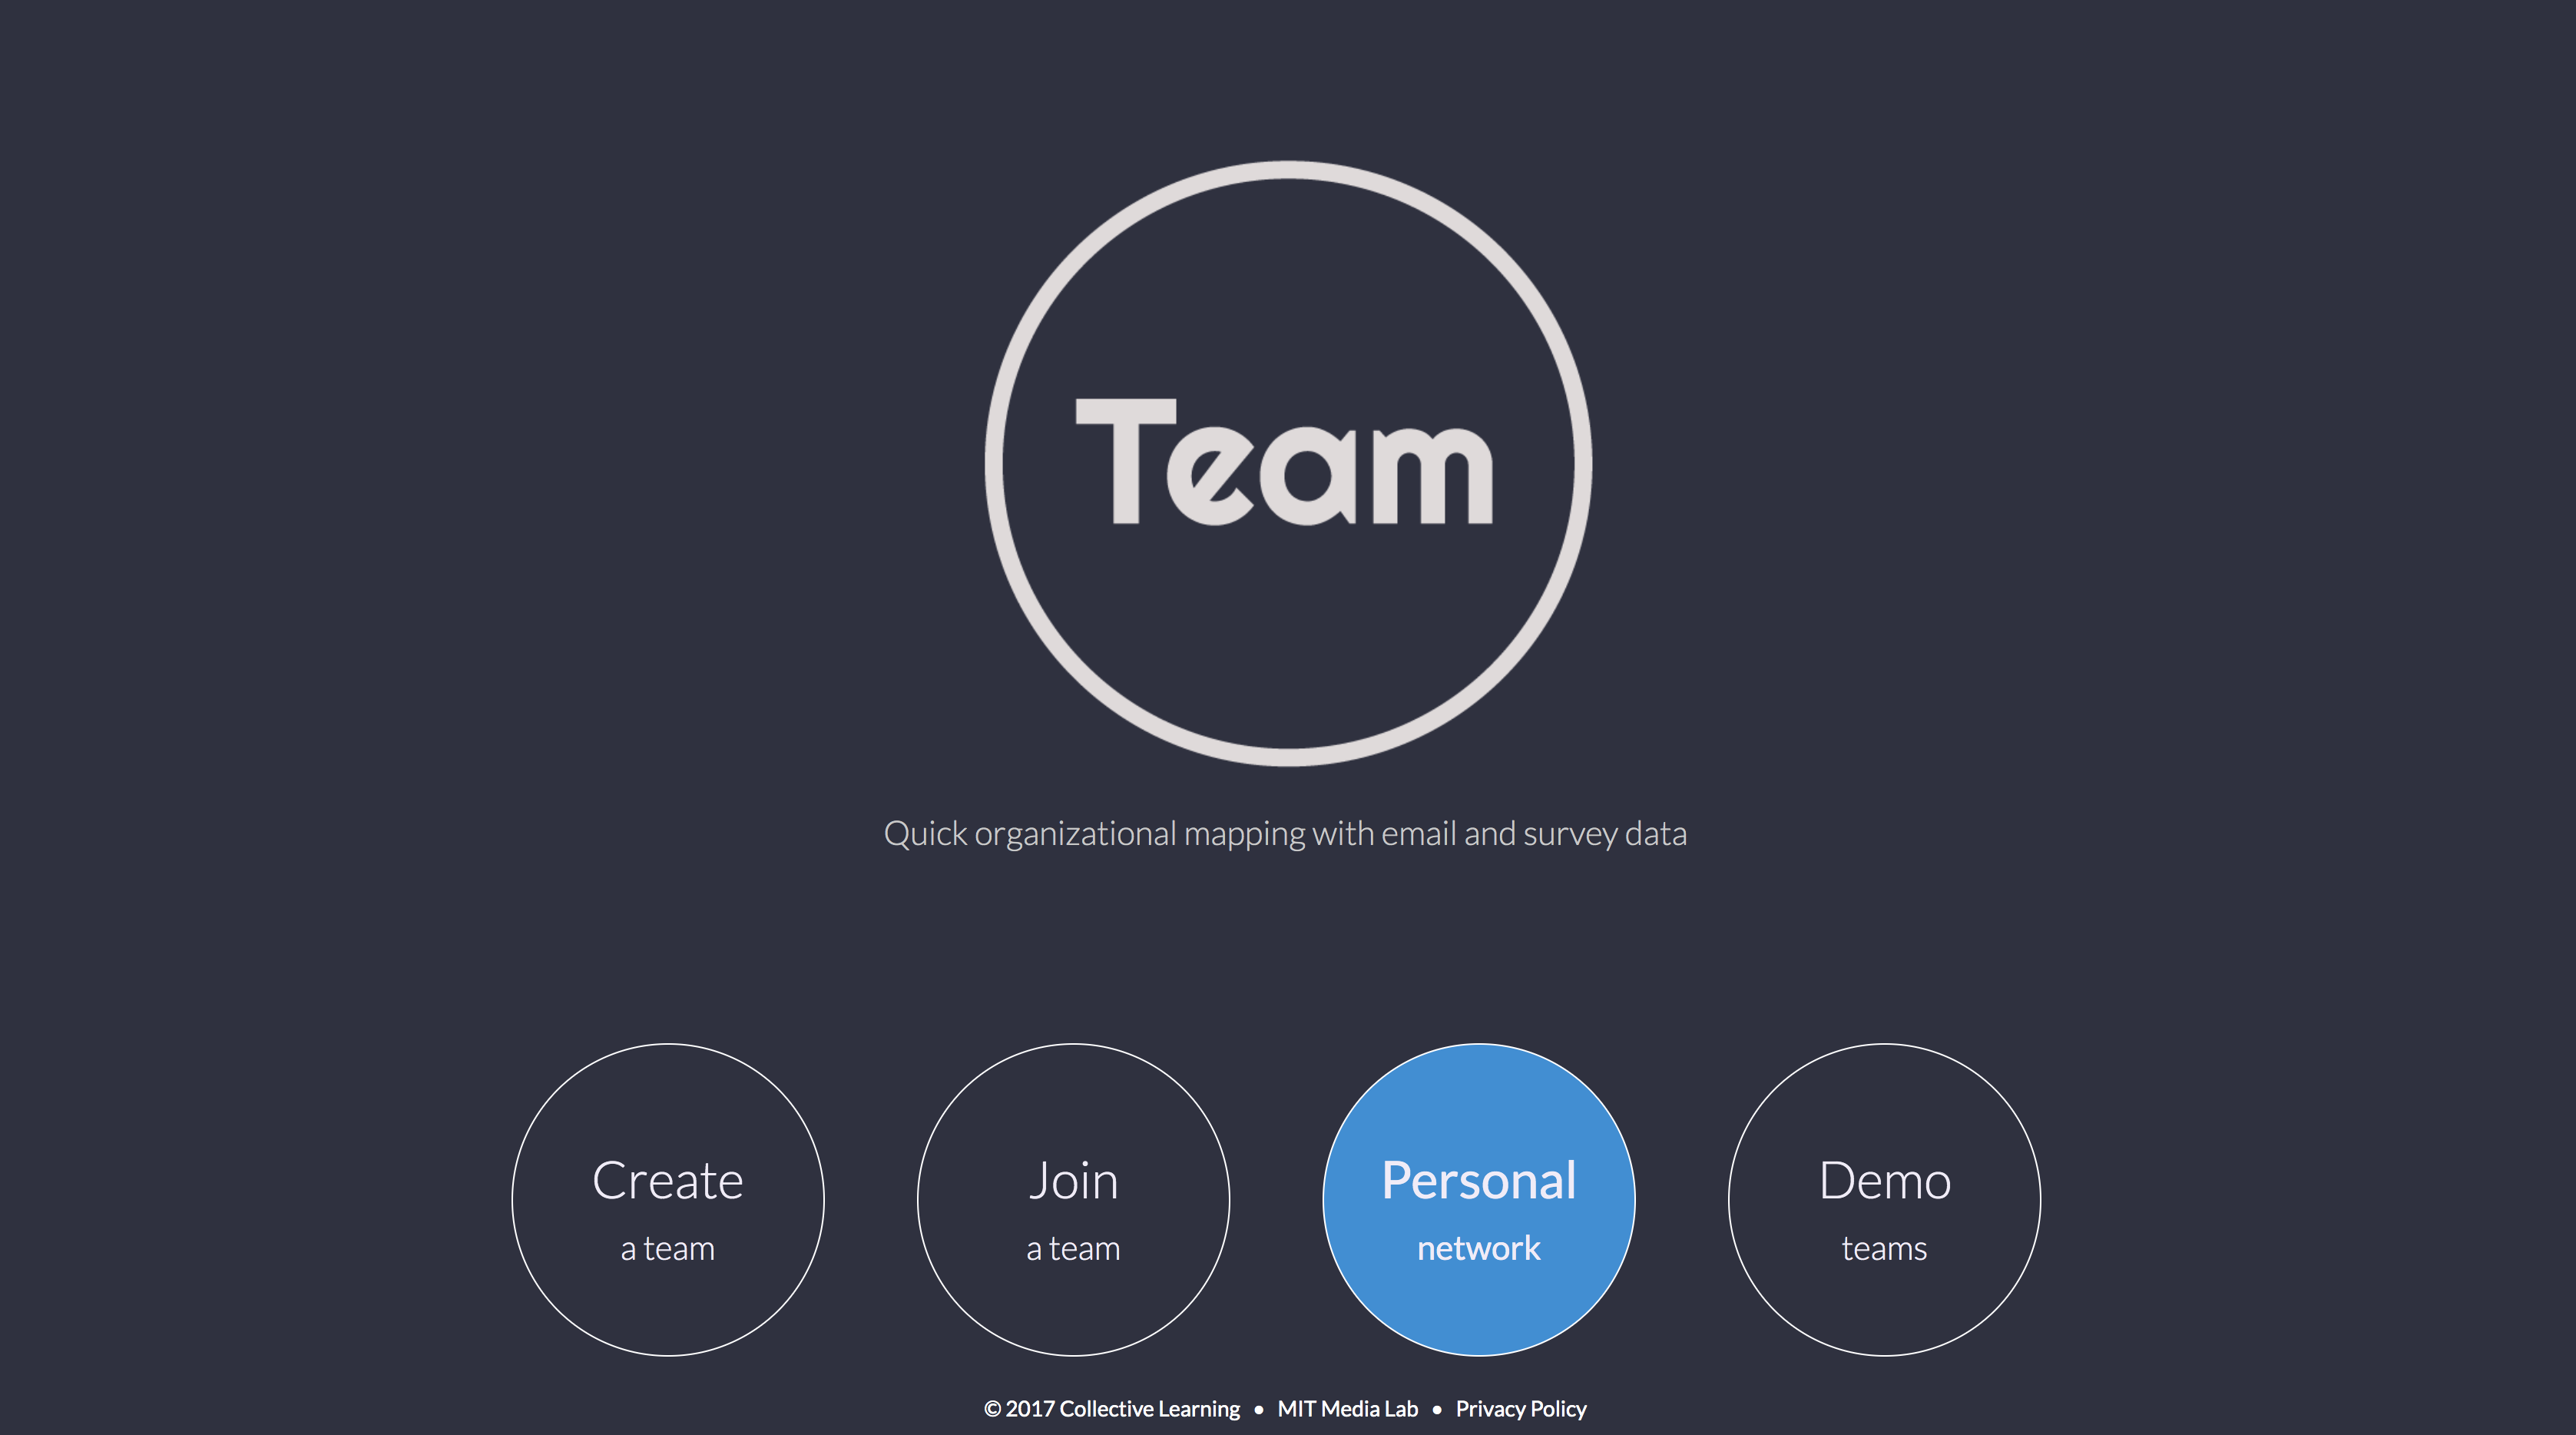 Team
Quick organizational mapping with email and survey data
Create
a team
Join
a team
Personal
network
Demo
teams
© 2017 Collective Learning • MIT Media Lab • Privacy Policy